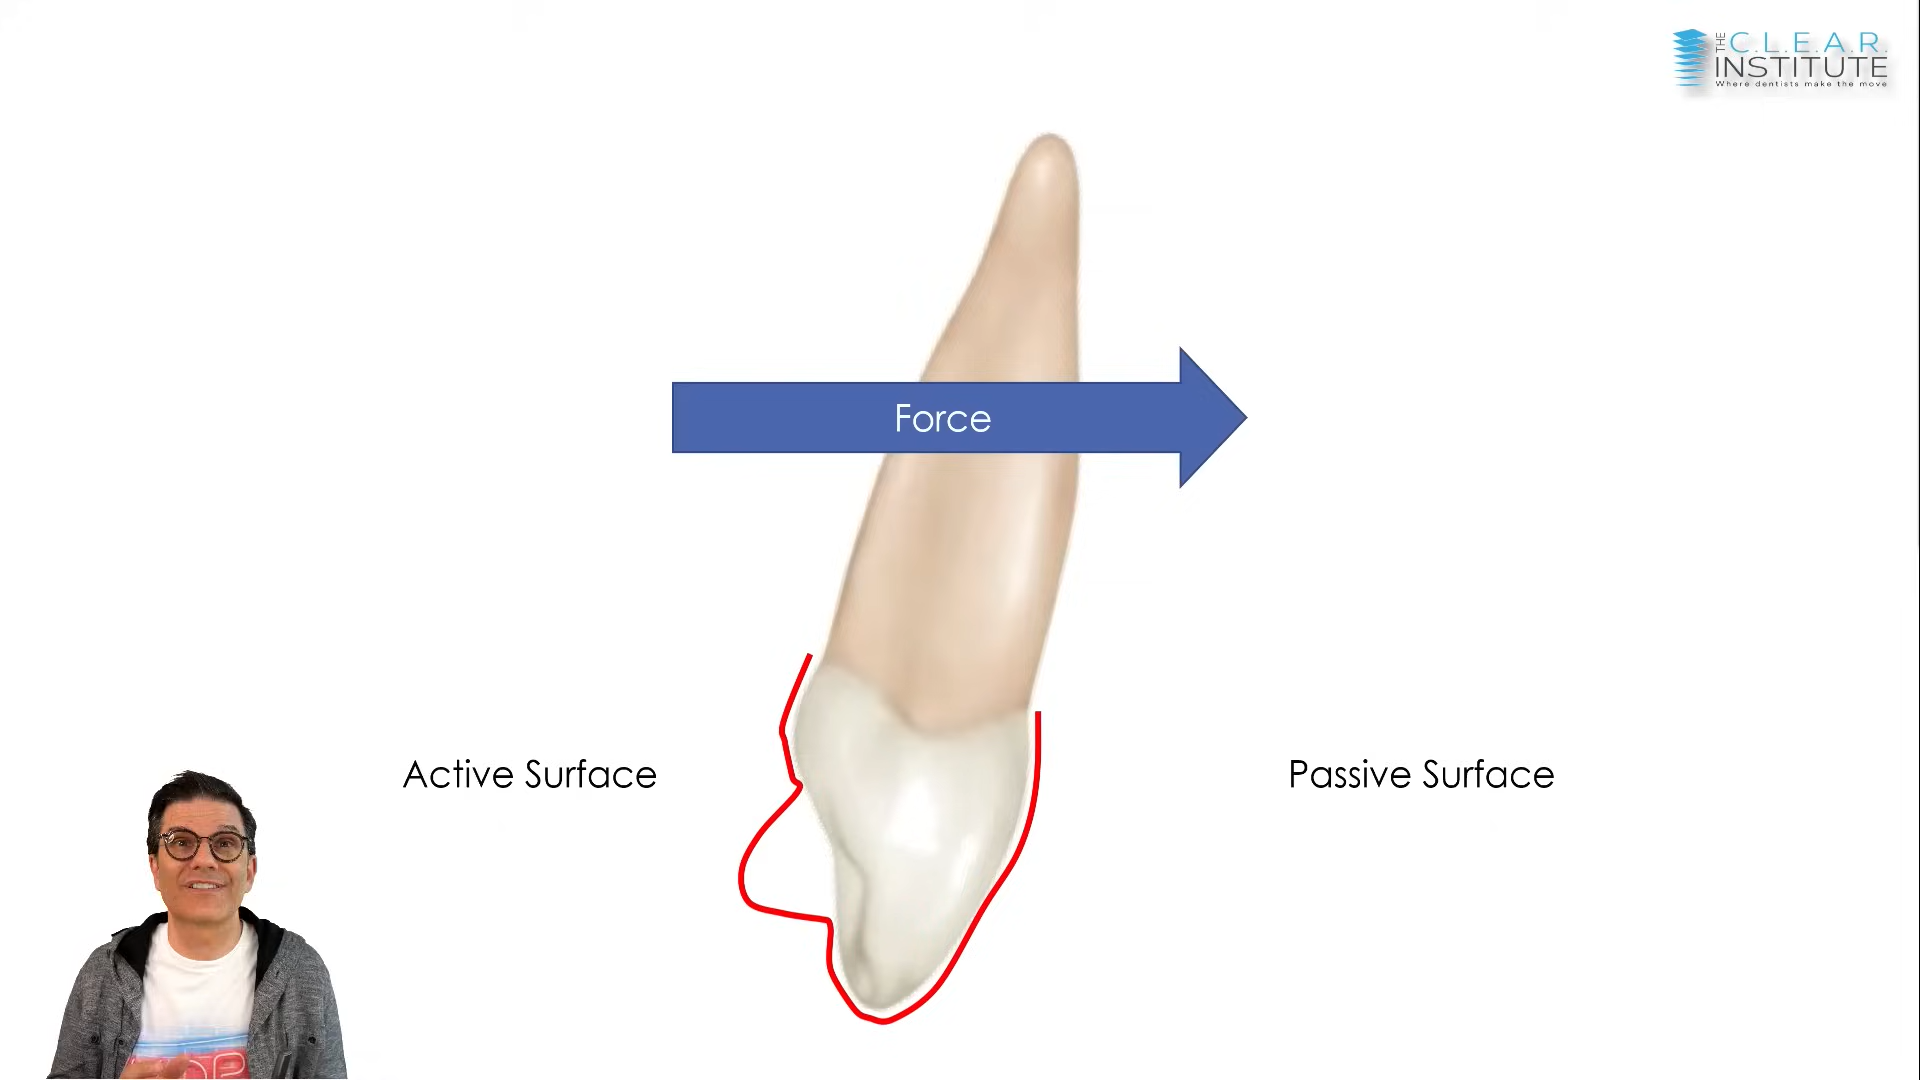 THE C.L.E.A.R.
INSTITUTE
Where dentists make the move
Force
Active Surface
Passive Surface